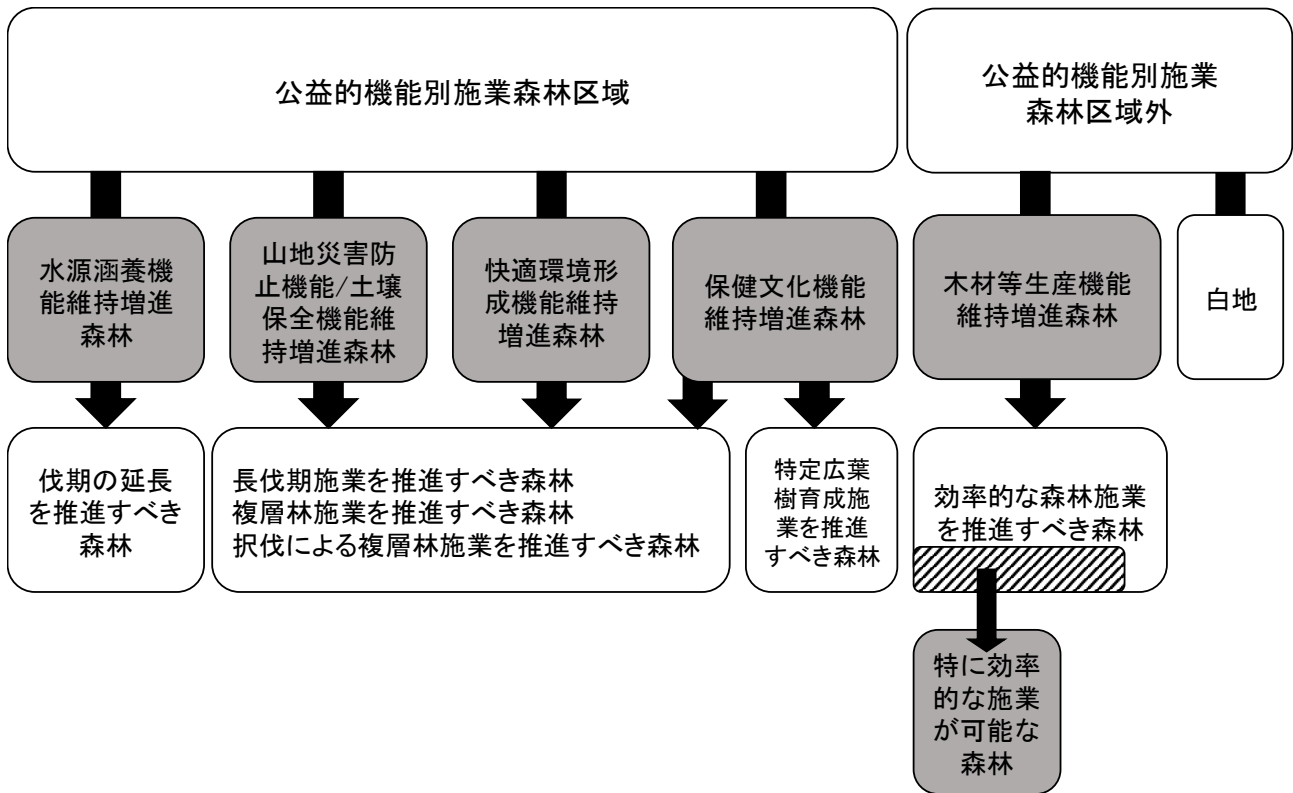 公益的機能別施業森林区域
公益的機能別施業
森林区域外
水源涵養機
能維持増進
森林
山地災害防
止機能/土壌
保全機能維
持増進森林
快適環境形
成機能維持
増進森林
保健文化機能
維持増進森林
木材等生産機能
維持増進森林
白地
伐期の延長
を推進すべき
森林
長伐期施業を推進すべき森林
複層林施業を推進すべき森林
択伐による複層林施業を推進すべき森林
特定広葉
樹育成施
業を推進
すべき森林
効率的な森林施業
を推進すべき森林
特に効率
的な施業
が可能な
森林